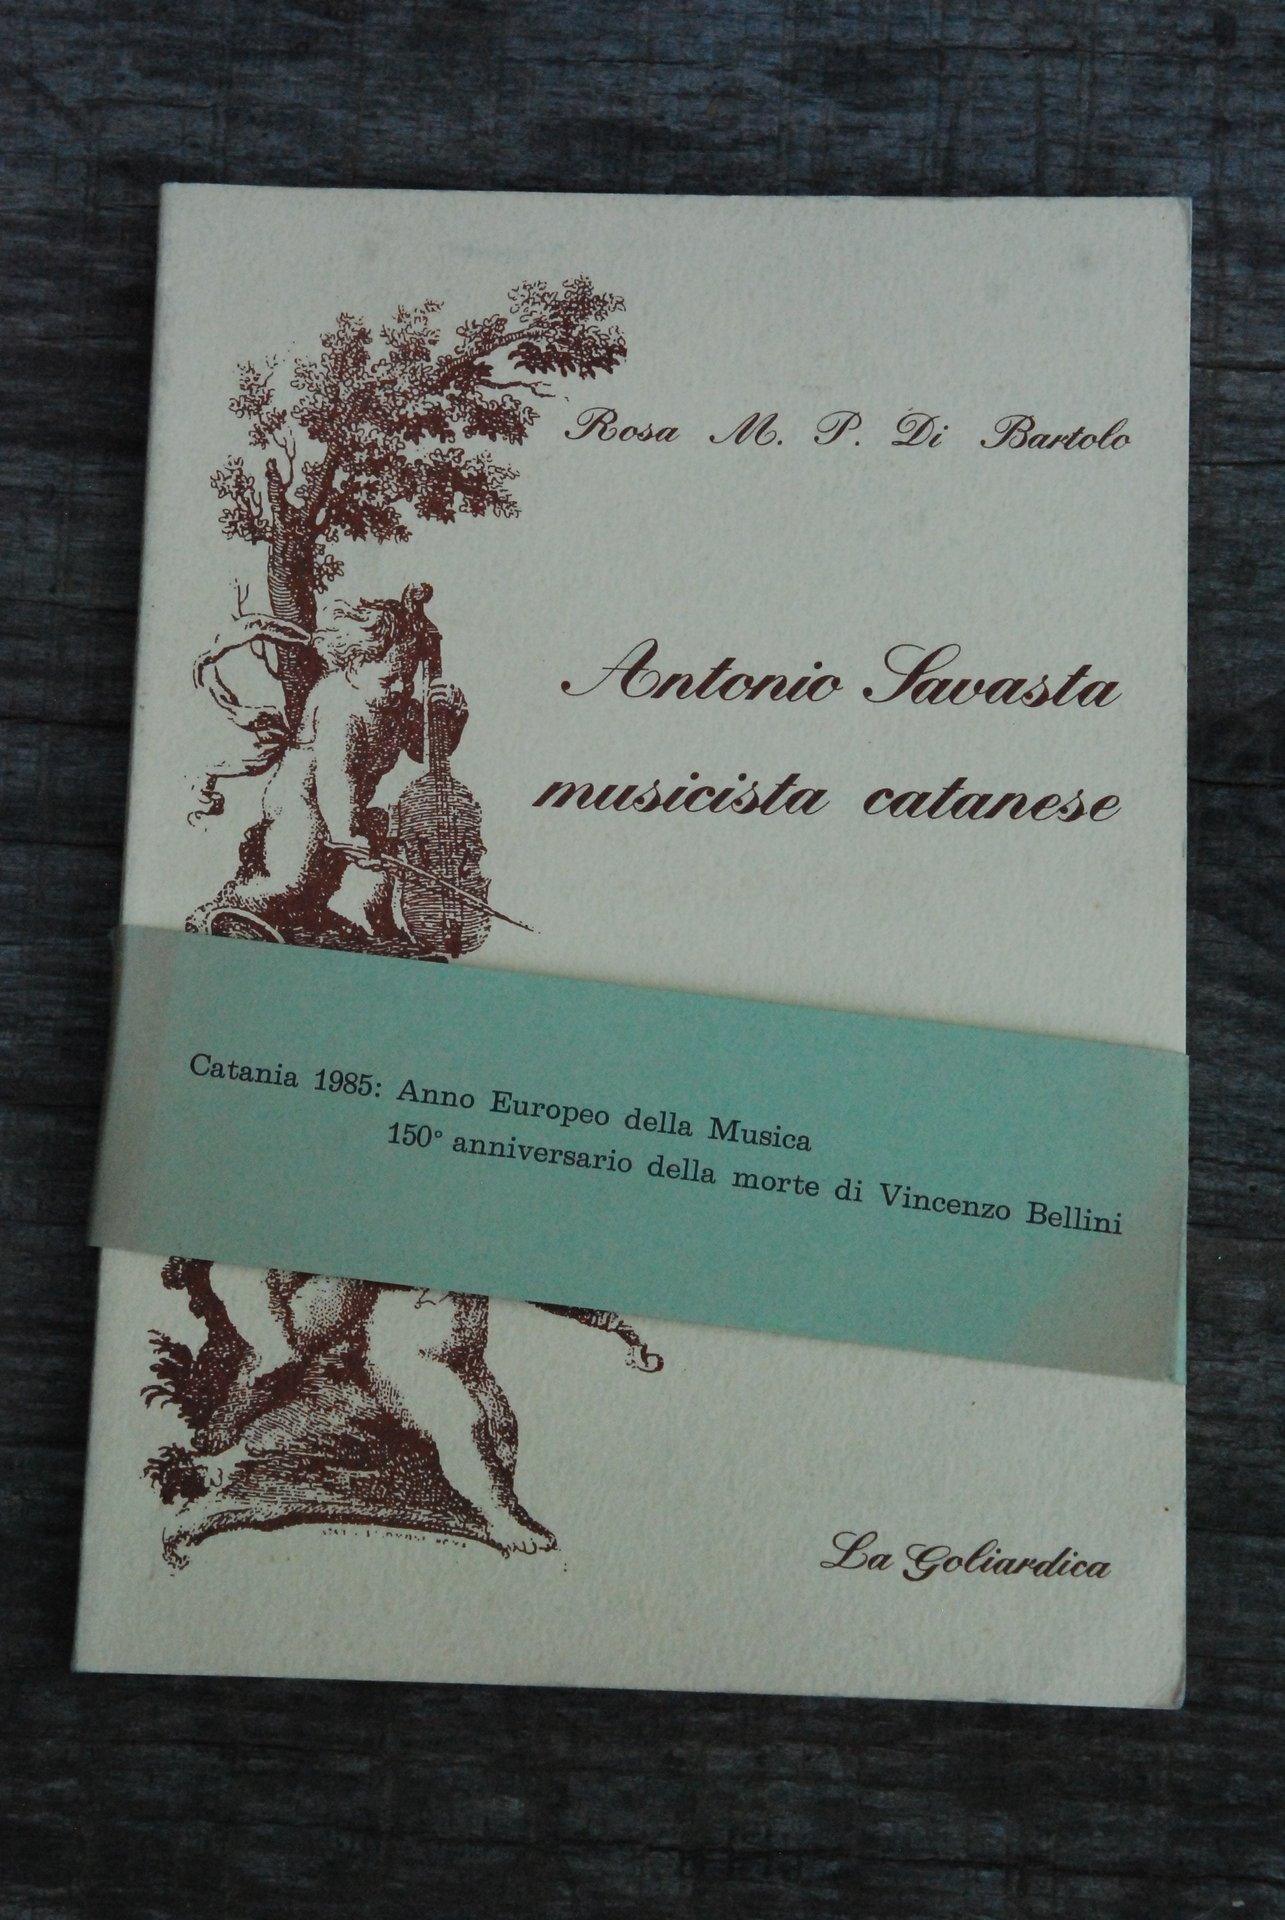 Rosa M. P. Di Bartolo
Antonio Savasta
musicista catanese
Catania 1985: Anno Europeo della Musica
150° anniversario della morte di Vincenzo Bellini
La Goliardica